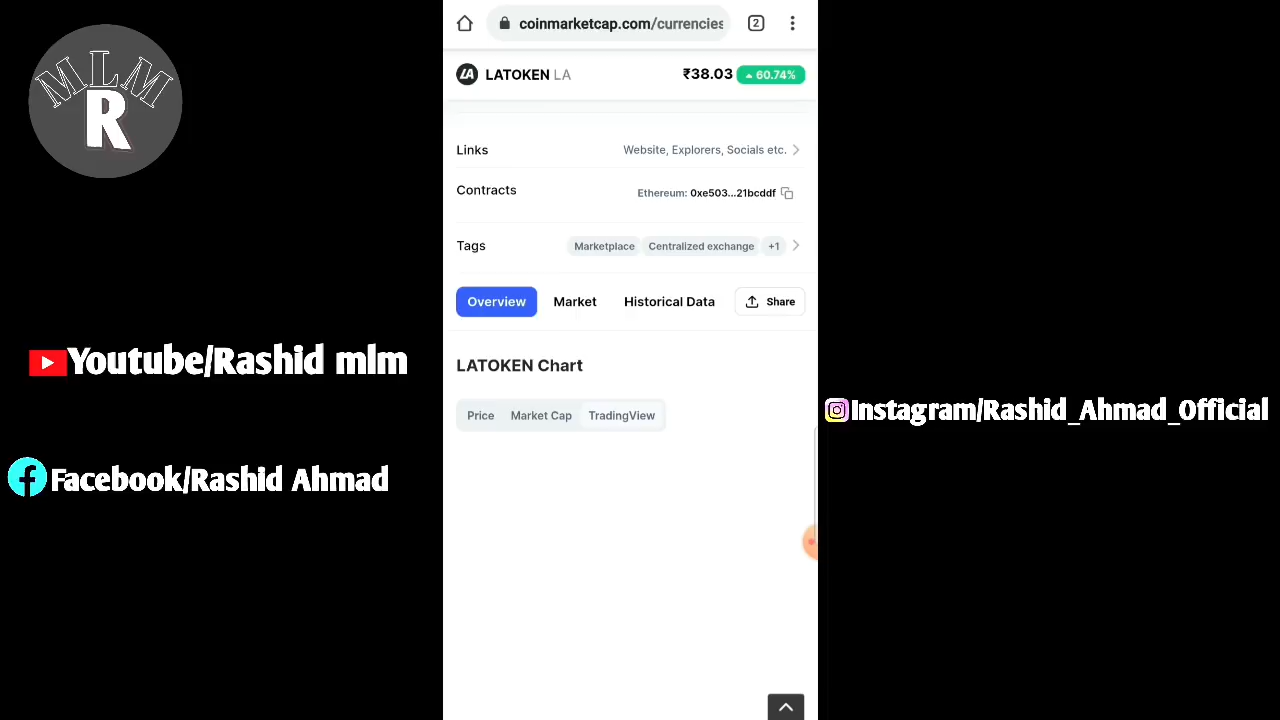 MLM
R
Youtube/Rashid mlm
Facebook/Rashid Ahmad
coinmarketcap.com/currencies
2
LA LATOKEN LA ₹38.03 60.74%
Links Website, Explorers, Socials etc.
Contracts Ethereum: 0xe503...21bcddf
Tags Marketplace Centralized exchange +1
Overview Market Historical Data Share
LATOKEN Chart
Price Market Cap TradingView
Instagram/Rashid_Ahmad_Official